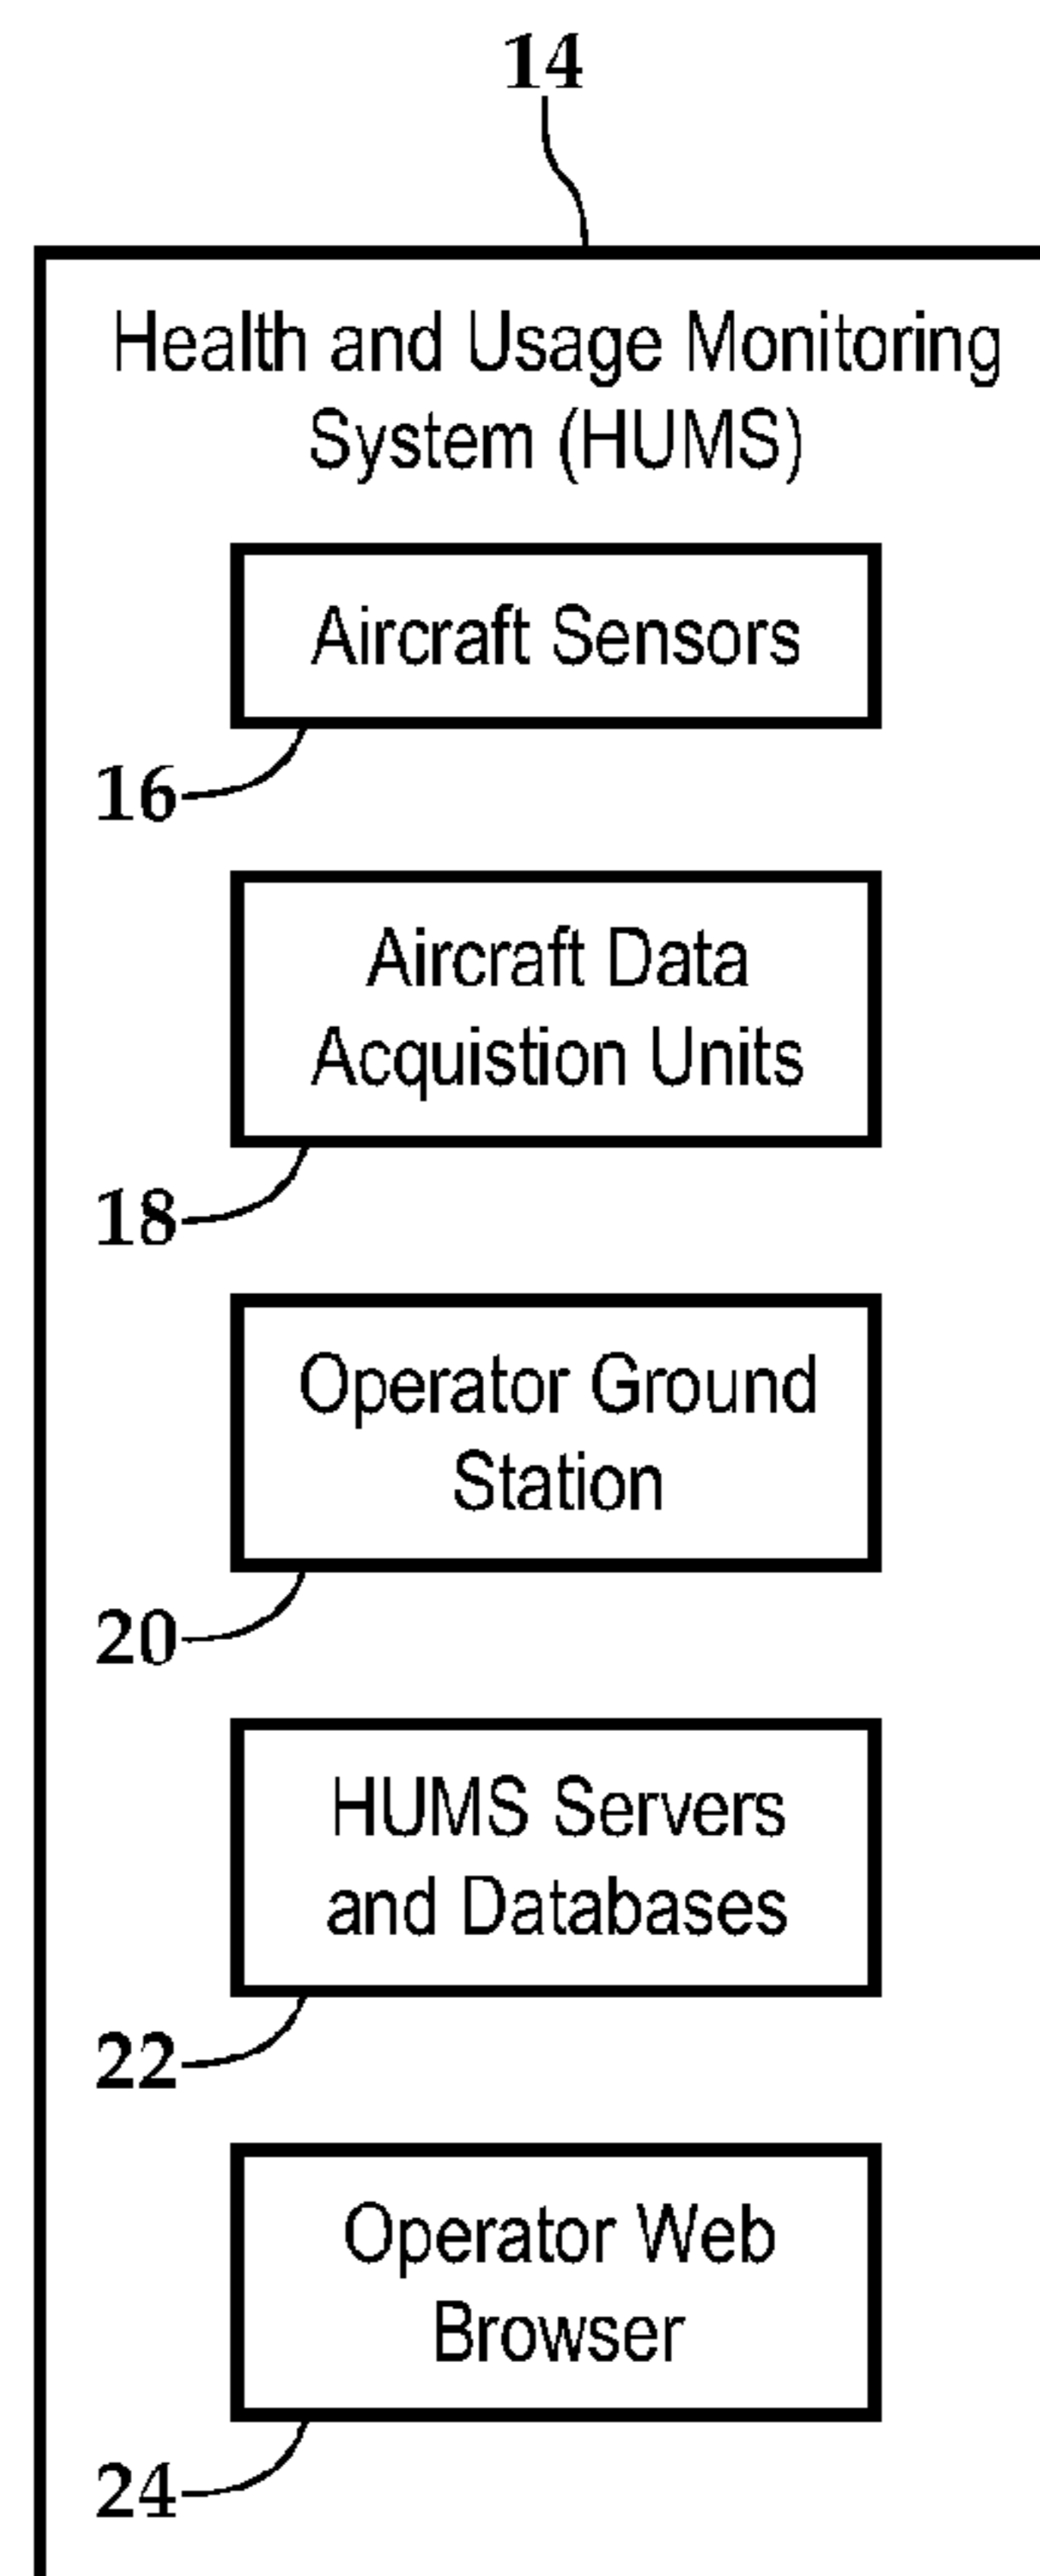 14
Health and Usage Monitoring
System (HUMS)
Aircraft Sensors
16
Aircraft Data
Acquistion Units
18
Operator Ground
Station
20
HUMS Servers
and Databases
22
Operator Web
Browser
24